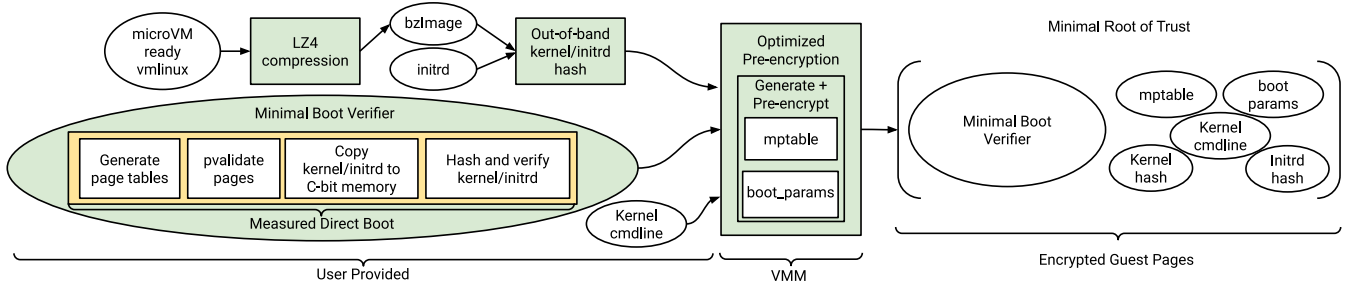 microVM
ready
vmlinux
LZ4
compression
bzImage
initrd
Out-of-band
kernel/initrd
hash
Minimal Boot Verifier
Generate
page tables
pvalidate
pages
Copy
kernel/initrd to
C-bit memory
Hash and verify
kernel/initrd
Measured Direct Boot
Kernel
cmdline
User Provided
Optimized
Pre-encryption
Generate +
Pre-encrypt
mptable
boot_params
VMM
Minimal Root of Trust
Minimal Boot
Verifier
mptable
boot
params
Kernel
cmdline
Kernel
hash
Initrd
hash
Encrypted Guest Pages